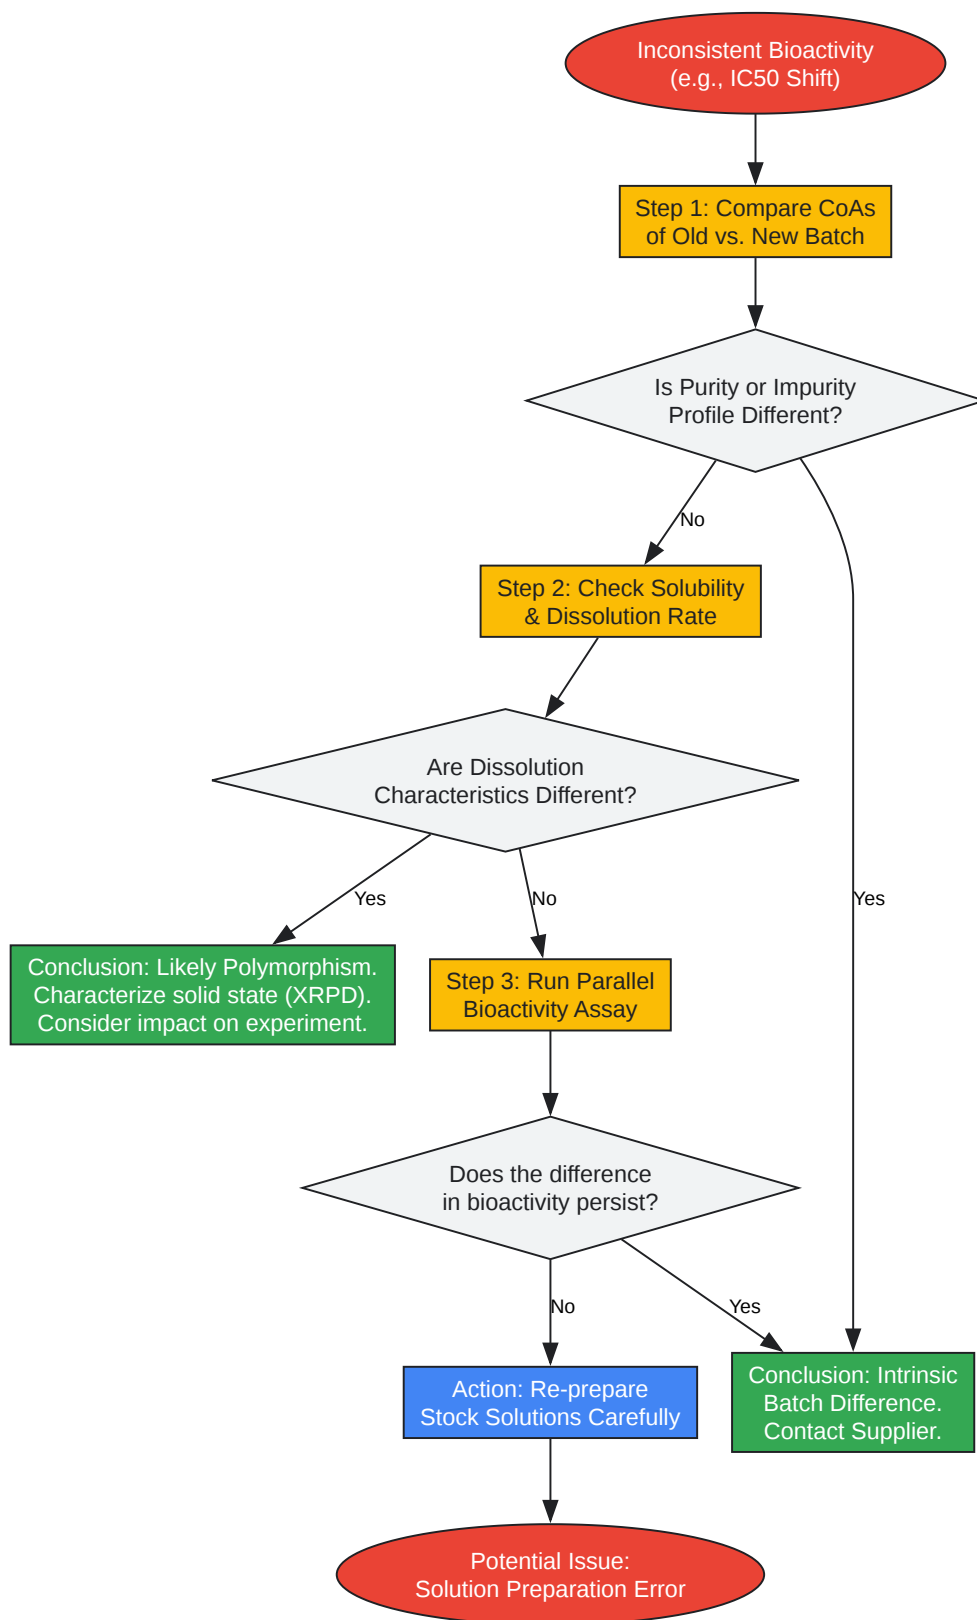 Inconsistent Bioactivity
(e.g., IC50 Shift)
Step 1: Compare CoAs
of Old vs. New Batch
Is Purity or Impurity
Profile Different?
No
Step 2: Check Solubility
& Dissolution Rate
Are Dissolution
Characteristics Different?
Yes
No
Yes
Conclusion: Likely Polymorphism.
Characterize solid state (XRPD).
Consider impact on experiment.
Step 3: Run Parallel
Bioactivity Assay
Does the difference
in bioactivity persist?
No
Yes
Action: Re-prepare
Stock Solutions Carefully
Conclusion: Intrinsic
Batch Difference.
Contact Supplier.
Potential Issue:
Solution Preparation Error